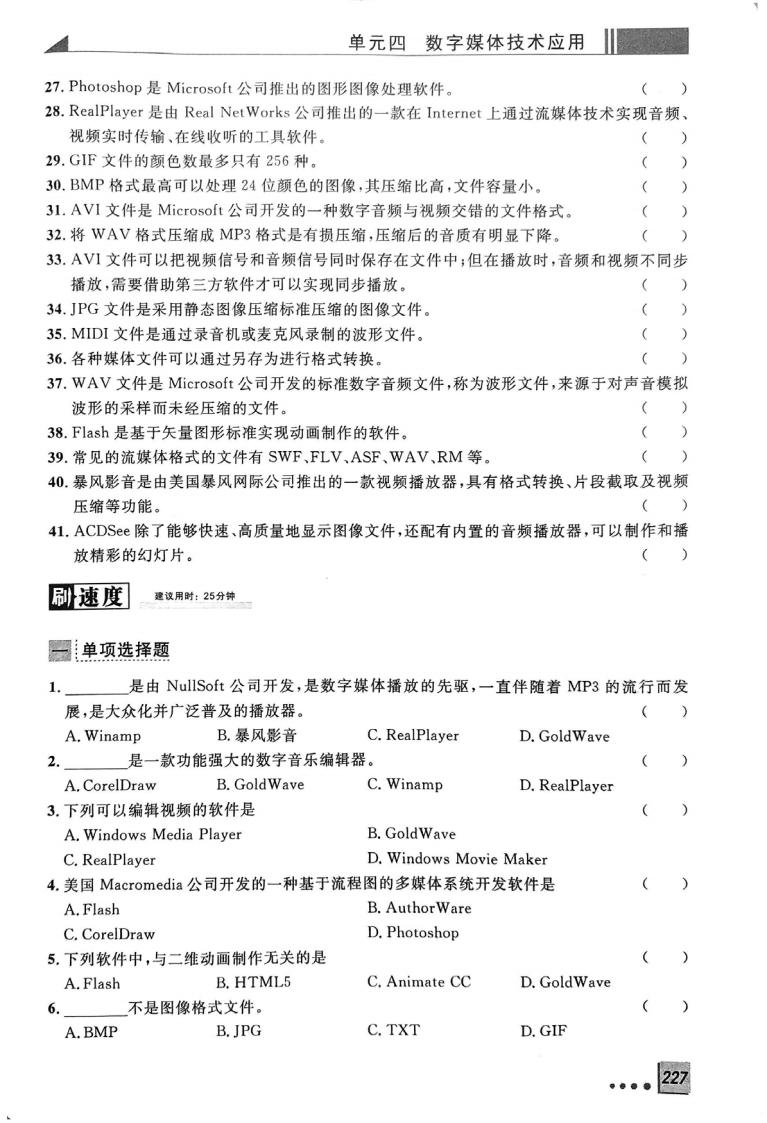 单元四 数字媒体技术应用
27. Photoshop 是 Microsoft 公司推出的图形图像处理软件。 ( )
28. RealPlayer 是由 Real NetWorks 公司推出的一款在 Internet 上通过流媒体技术实现音频、
视频实时传输、在线收听的工具软件。 ( )
29. GIF 文件的颜色数最多只有 256 种。 ( )
30. BMP 格式最高可以处理 24 位颜色的图像,其压缩比高,文件容量小。 ( )
31. AVI 文件是 Microsoft 公司开发的一种数字音频与视频交错的文件格式。 ( )
32. 将 WAV 格式压缩成 MP3 格式是有损压缩,压缩后的音质有明显下降。 ( )
33. AVI 文件可以把视频信号和音频信号同时保存在文件中;但在播放时,音频和视频不同步
播放,需要借助第三方软件才可以实现同步播放。 ( )
34. JPG 文件是采用静态图像压缩标准压缩的图像文件。 ( )
35. MIDI 文件是通过录音机或麦克风录制的波形文件。 ( )
36. 各种媒体文件可以通过另存为进行格式转换。 ( )
37. WAV 文件是 Microsoft 公司开发的标准数字音频文件,称为波形文件,来源于对声音模拟
波形的采样而未经压缩的文件。 ( )
38. Flash 是基于矢量图形标准实现动画制作的软件。 ( )
39. 常见的流媒体格式的文件有 SWF、FLV、ASF、WAV、RM 等。 ( )
40. 暴风影音是由美国暴风网际公司推出的一款视频播放器,具有格式转换、片段截取及视频
压缩等功能。 ( )
41. ACDSee 除了能够快速、高质量地显示图像文件,还配有内置的音频播放器,可以制作和播
放精彩的幻灯片。 ( )
刷速度 建议用时：25分钟
一 单项选择题
1. ______是由 NullSoft 公司开发,是数字媒体播放的先驱,一直伴随着 MP3 的流行而发
展,是大众化并广泛普及的播放器。 ( )
A. Winamp B. 暴风影音 C. RealPlayer D. GoldWave
2. ______是一款功能强大的数字音乐编辑器。 ( )
A. CorelDraw B. GoldWave C. Winamp D. RealPlayer
3. 下列可以编辑视频的软件是 ( )
A. Windows Media Player B. GoldWave
C. RealPlayer D. Windows Movie Maker
4. 美国 Macromedia 公司开发的一种基于流程图的多媒体系统开发软件是 ( )
A. Flash B. AuthorWare
C. CorelDraw D. Photoshop
5. 下列软件中,与二维动画制作无关的是 ( )
A. Flash B. HTML5 C. Animate CC D. GoldWave
6. ______不是图像格式文件。 ( )
A. BMP B. JPG C. TXT D. GIF
227